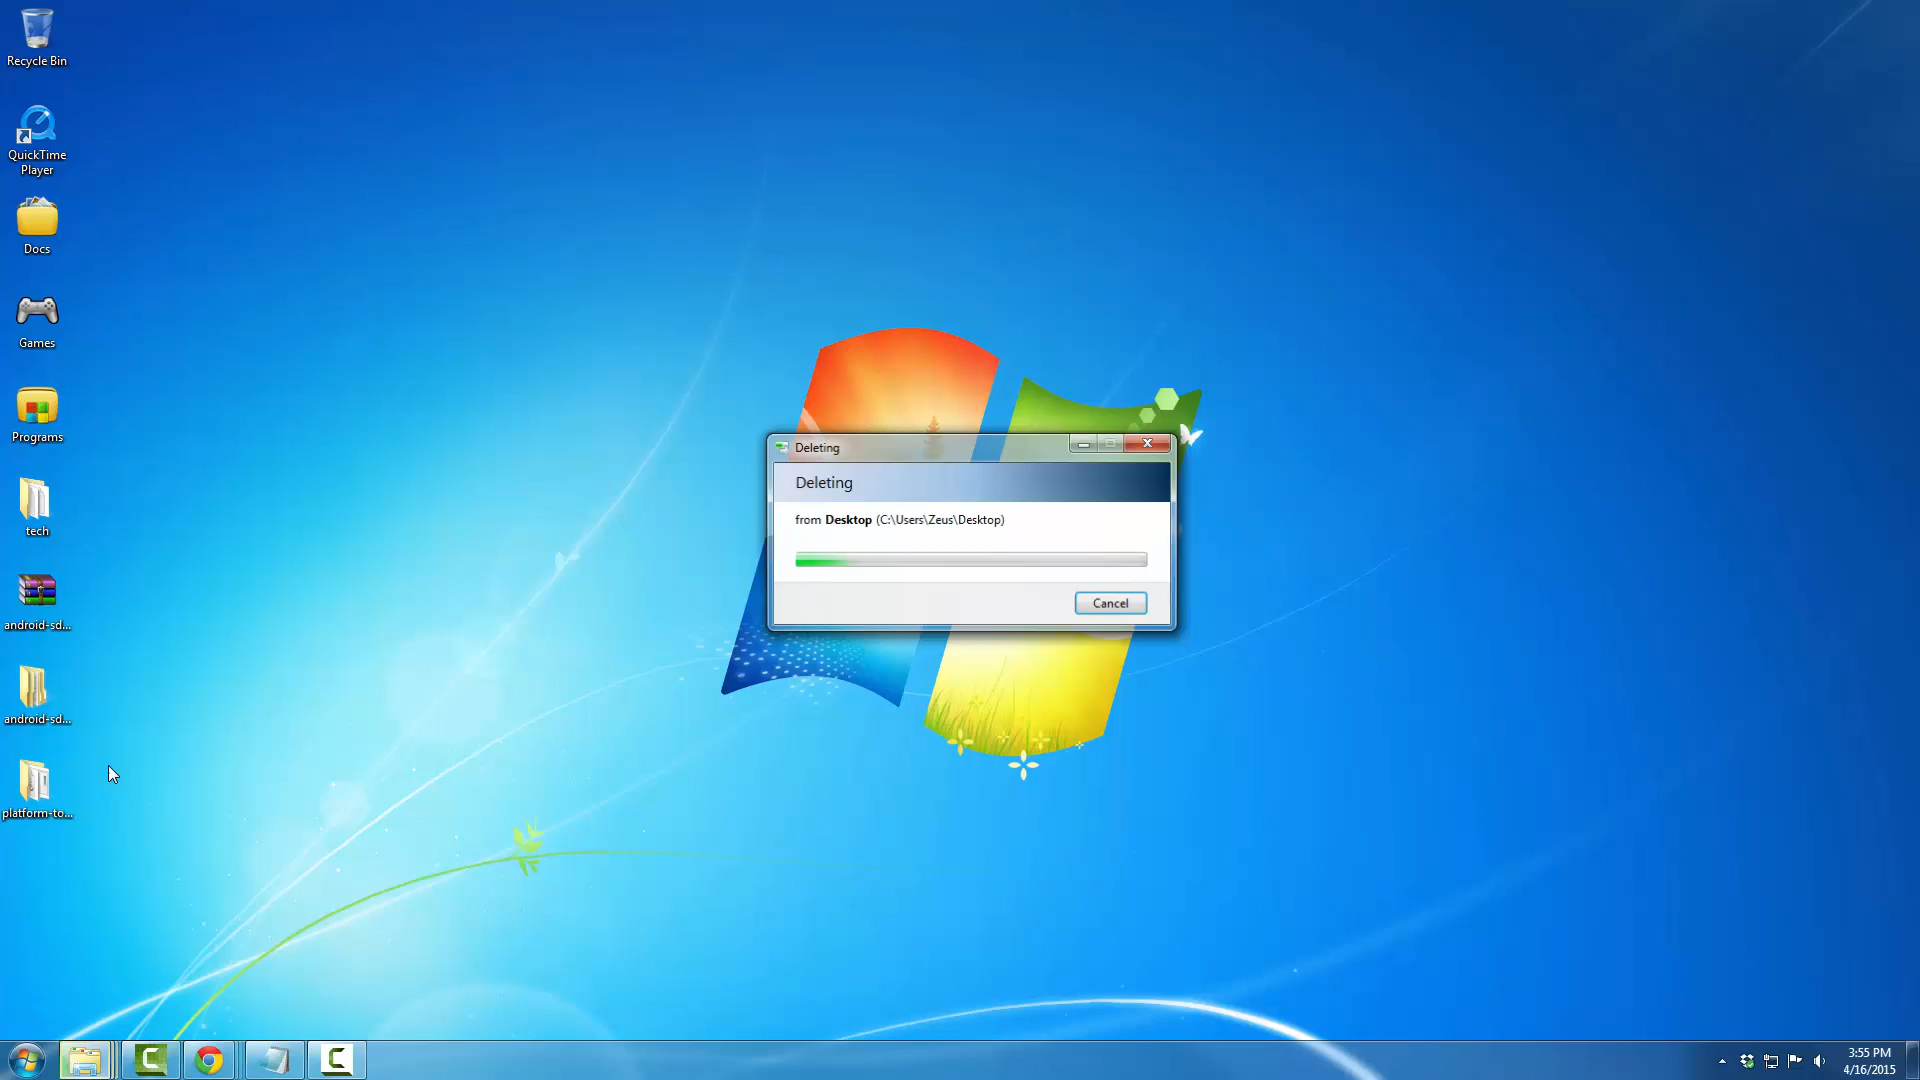 Recycle Bin
QuickTime
Player
Docs
Games
Programs
tech
android-sd...
android-sd...
platform-to...
Deleting
Deleting
from Desktop (C:\Users\Zeus\Desktop)
Cancel
3:55 PM
4/16/2015